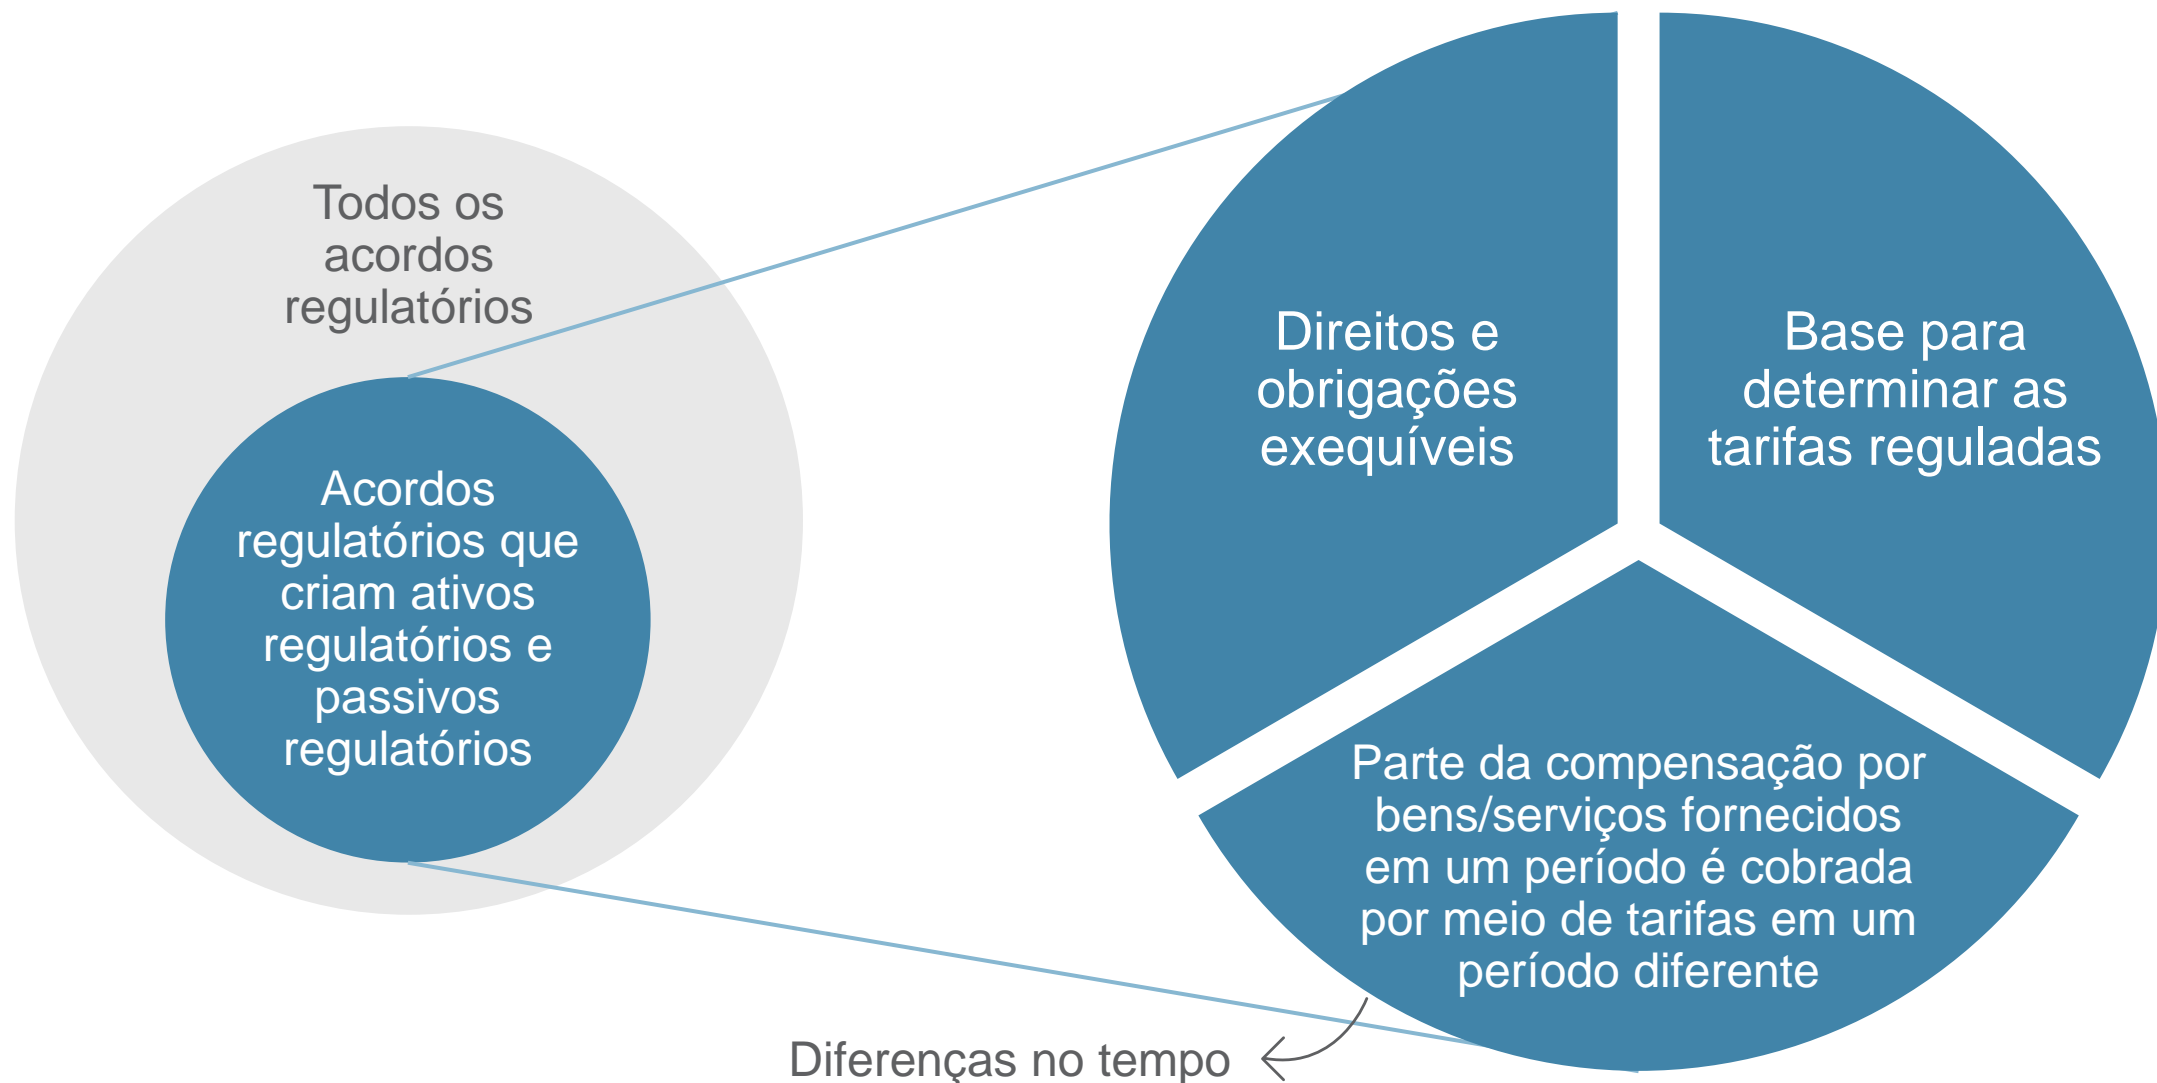 Todos os
acordos
regulatórios
Acordos
regulatórios que
criam ativos
regulatórios e
passivos
regulatórios
Direitos e
obrigações
exequíveis
Base para
determinar as
tarifas reguladas
Parte da compensação por
bens/serviços fornecidos
em um período é cobrada
por meio de tarifas em um
período diferente
Diferenças no tempo